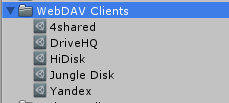 WebDAV Clients
4shared
DriveHQ
HiDisk
Jungle Disk
Yandex